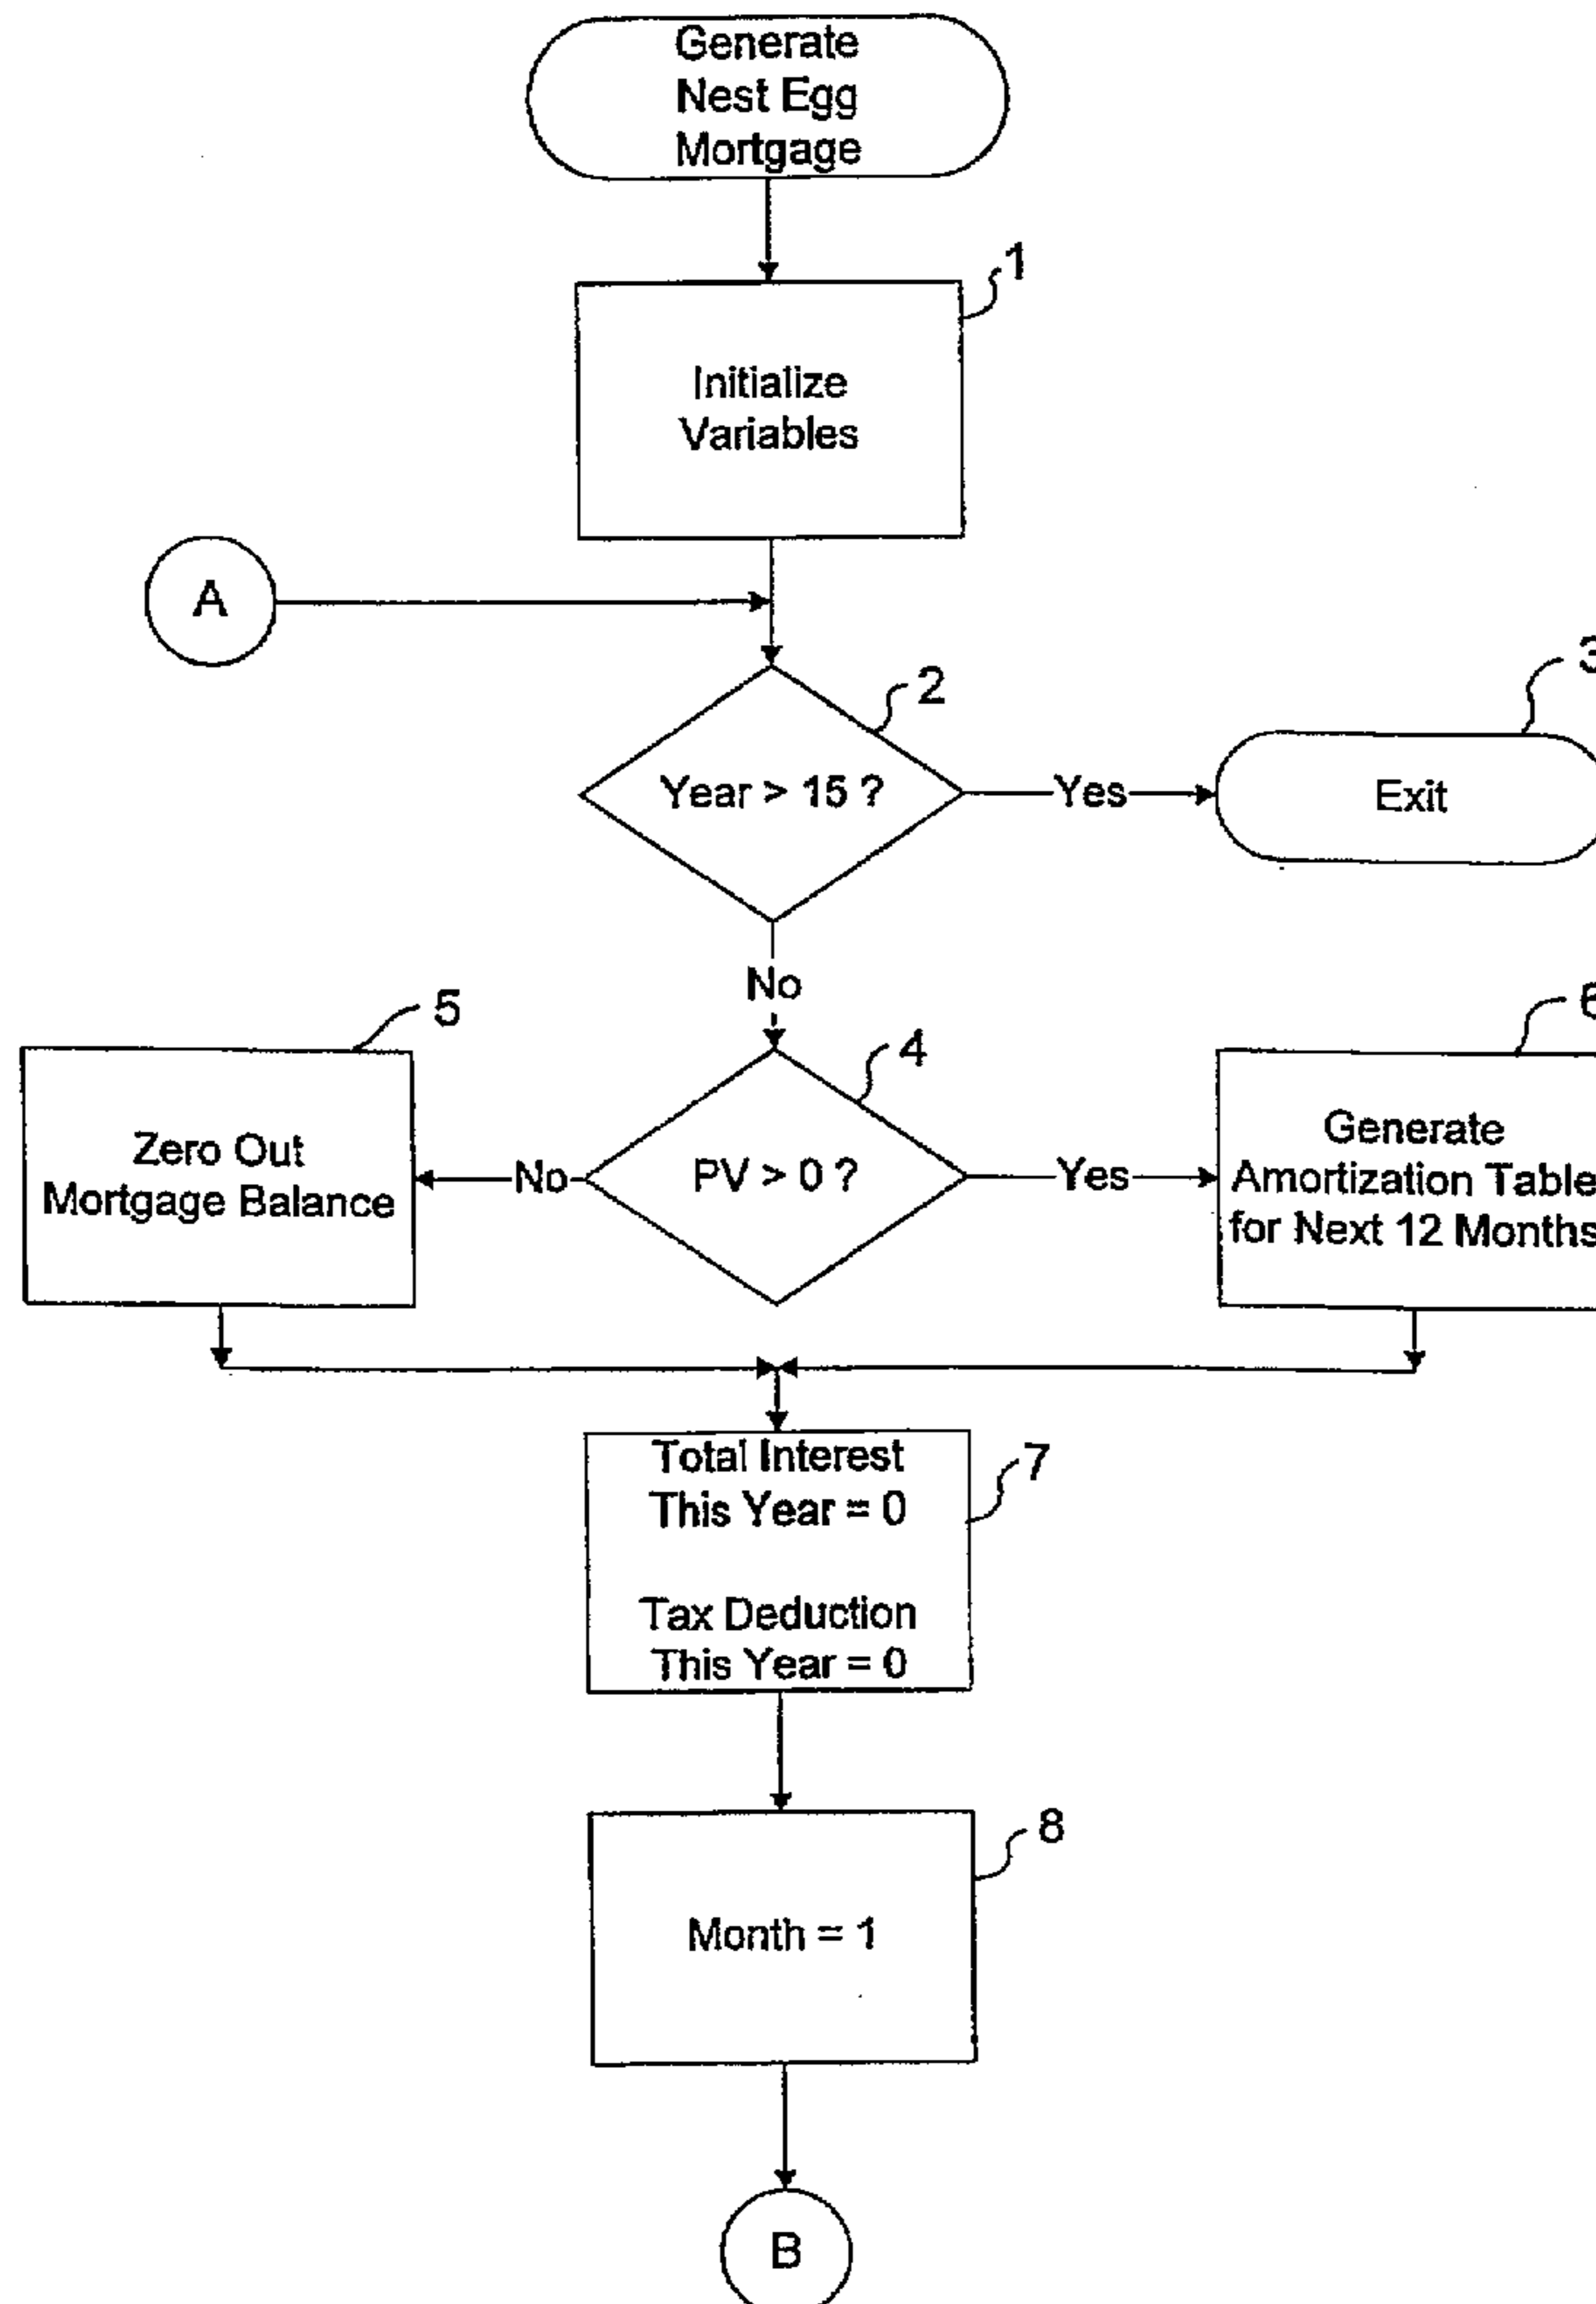 Generate
Nest Egg
Mortgage
1
Initialize
Variables
A
2
3
Year > 15 ?
Yes
Exit
No
5
4
6
Zero Out
Mortgage Balance
No
PV > 0 ?
Yes
Generate
Amortization Table
for Next 12 Months
Total Interest
This Year = 0
7
Tax Deduction
This Year = 0
8
Month = 1
B